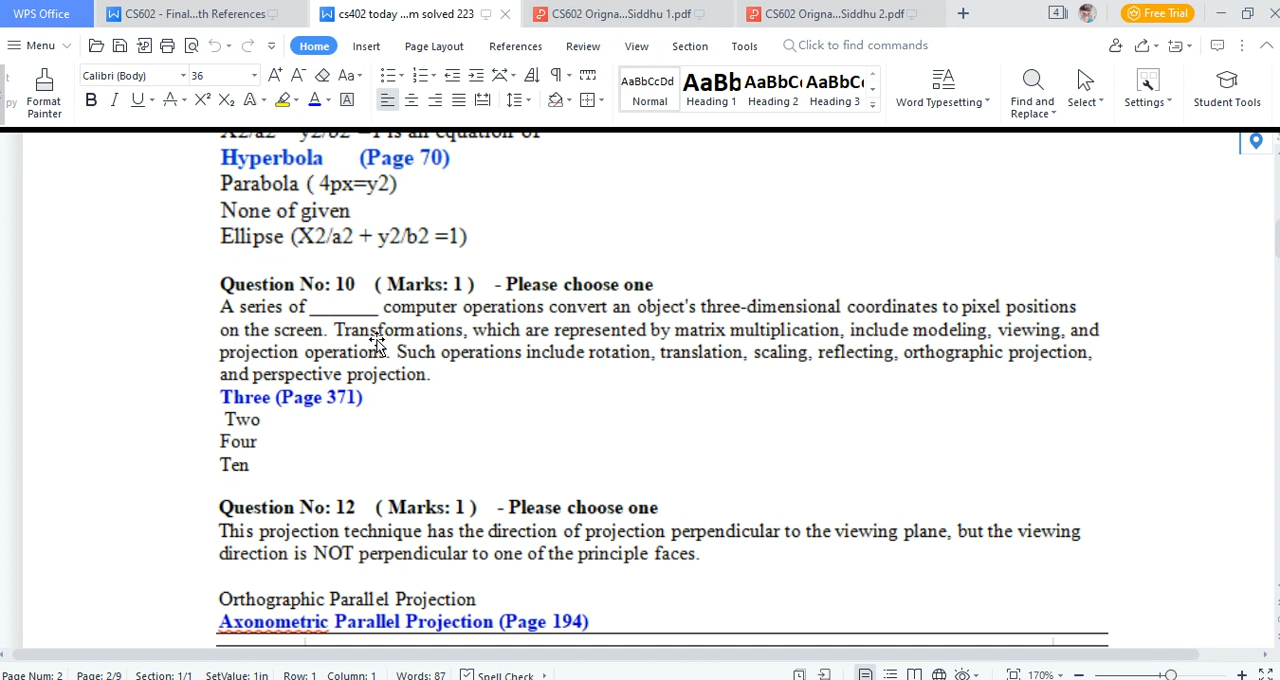 WPS Office CS602 - Final...th References cs402 today ...m solved 223 CS602 Origna...Siddhu 1.pdf CS602 Origna...Siddhu 2.pdf 4 Free Trial
Menu Home Insert Page Layout References Review View Section Tools Click to find commands
Format Painter Calibri (Body) 36 AaBbCcDd Normal AaBb Heading 1 AaBbC Heading 2 AaBbC Heading 3 Word Typesetting Find and Replace Select Settings Student Tools
Hyperbola (Page 70)
Parabola ( 4px=y2)
None of given
Ellipse (X2/a2 + y2/b2 =1)
Question No: 10 ( Marks: 1 ) - Please choose one
A series of _______ computer operations convert an object's three-dimensional coordinates to pixel positions
on the screen. Transformations, which are represented by matrix multiplication, include modeling, viewing, and
projection operations. Such operations include rotation, translation, scaling, reflecting, orthographic projection,
and perspective projection.
Three (Page 371)
Two
Four
Ten
Question No: 12 ( Marks: 1 ) - Please choose one
This projection technique has the direction of projection perpendicular to the viewing plane, but the viewing
direction is NOT perpendicular to one of the principle faces.
Orthographic Parallel Projection
Axonometric Parallel Projection (Page 194)
Page Num: 2 Page: 2/9 Section: 1/1 SetValue: 1in Row: 1 Column: 1 Words: 87 Spell Check 170%